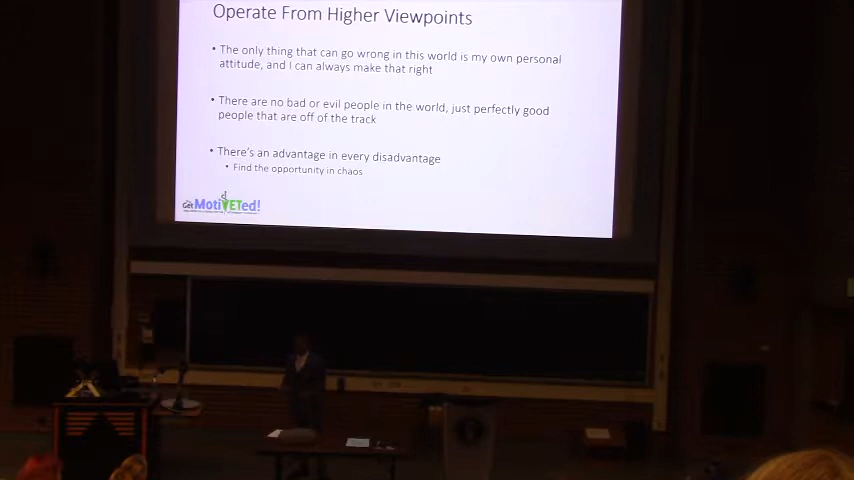 Operate From Higher Viewpoints
• The only thing that can go wrong in this world is my own personal
attitude, and I can always make that right
• There are no bad or evil people in the world, just perfectly good
people that are off of the track
• There's an advantage in every disadvantage
• Find the opportunity in chaos
Get MotiVETed!